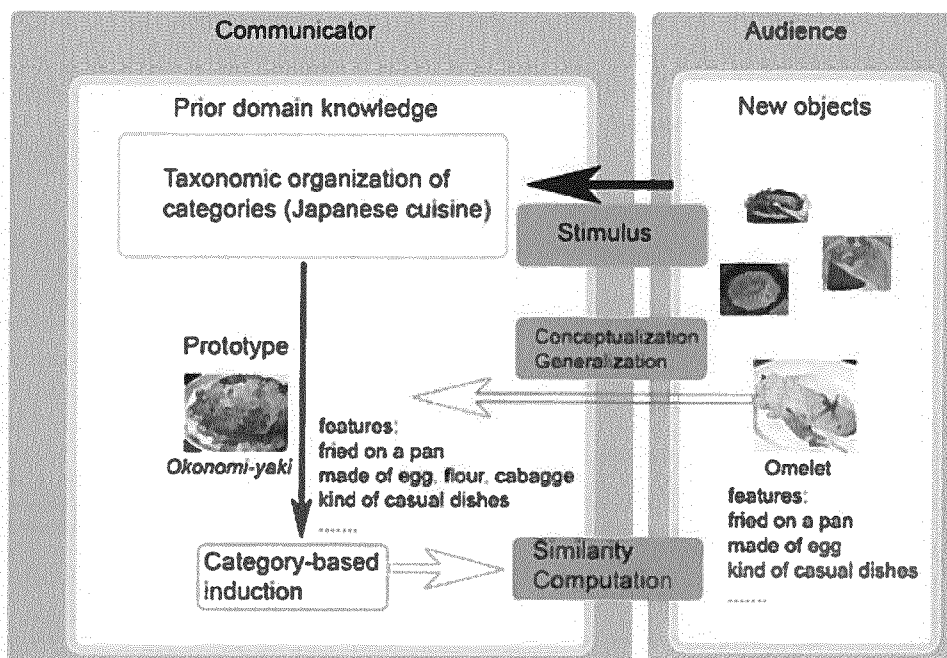 Communicator
Audience
Prior domain knowledge
New objects
Taxonomic organization of
categories (Japanese cuisine)
Stimulus
Conceptualization
Generalization
Prototype
Okonomi-yaki
features:
fried on a pan
made of egg, flour, cabagge
kind of casual dishes
.......
Omelet
features:
fried on a pan
made of egg
kind of casual dishes
.......
Category-based
induction
Similarity
Computation